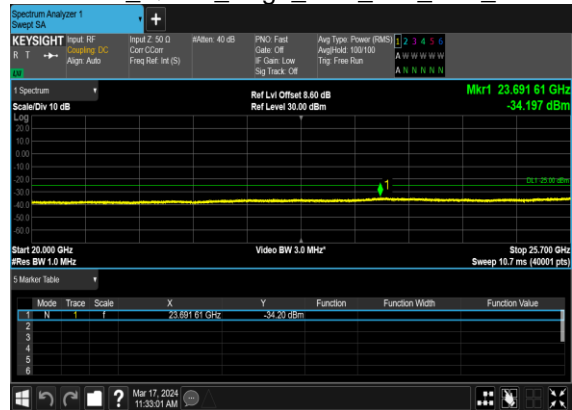 Spectrum Analyzer 1
Swept SA
+
KEYSIGHT Input: RF Input Z: 50 Ω #Atten: 40 dB PNO: Fast Avg Type: Power (RMS) 1 2 3 4 5 6
R T Coupling: DC Corr CCorr Gate: Off Avg|Hold: 100/100 A W W W W W
Align: Auto Freq Ref: Int (S) IF Gain: Low Trig: Free Run
Sig Track: Off A N N N N N
1 Spectrum Ref Lvl Offset 8.60 dB Mkr1 23.691 61 GHz
Scale/Div 10 dB Ref Level 30.00 dBm -34.197 dBm
Log
20.0
10.0
0.00
-10.0
-20.0
1
DL1 -25.00 dBm
-30.0
-40.0
-50.0
-60.0
Start 20.000 GHz Video BW 3.0 MHz* Stop 25.700 GHz
#Res BW 1.0 MHz Sweep 10.7 ms (40001 pts)
5 Marker Table
Mode Trace Scale X Y Function Function Width Function Value
1 N 1 f 23.691 61 GHz -34.20 dBm
2
3
4
5
6
? Mar 17, 2024
11:33:01 AM